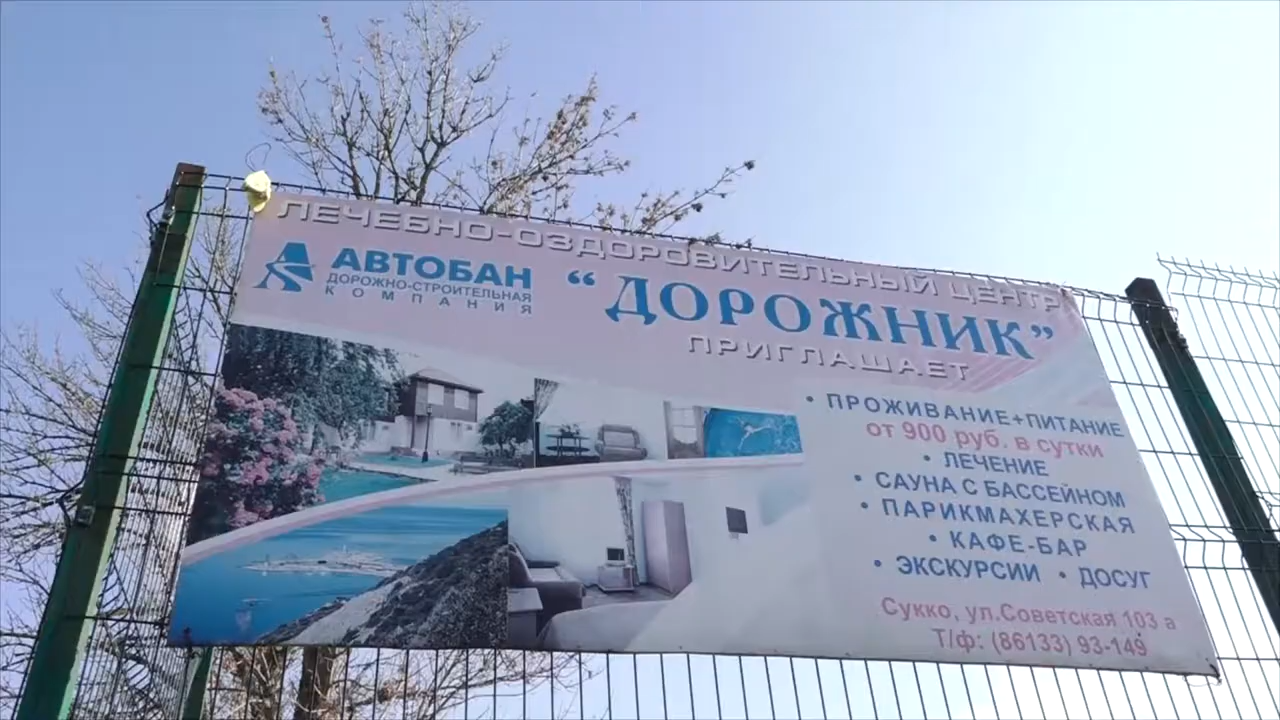 ЛЕЧЕБНО-ОЗДОРОВИТЕЛЬНЫЙ ЦЕНТР
АВТОБАН
ДОРОЖНО-СТРОИТЕЛЬНАЯ
КОМПАНИЯ
“ДОРОЖНИК”
ПРИГЛАШАЕТ
• ПРОЖИВАНИЕ+ПИТАНИЕ
от 900 руб. в сутки
• ЛЕЧЕНИЕ
• САУНА С БАССЕЙНОМ
• ПАРИКМАХЕРСКАЯ
• КАФЕ-БАР
• ЭКСКУРСИИ • ДОСУГ
Сукко, ул.Советская 103 а
Т/ф: (86133) 93-149